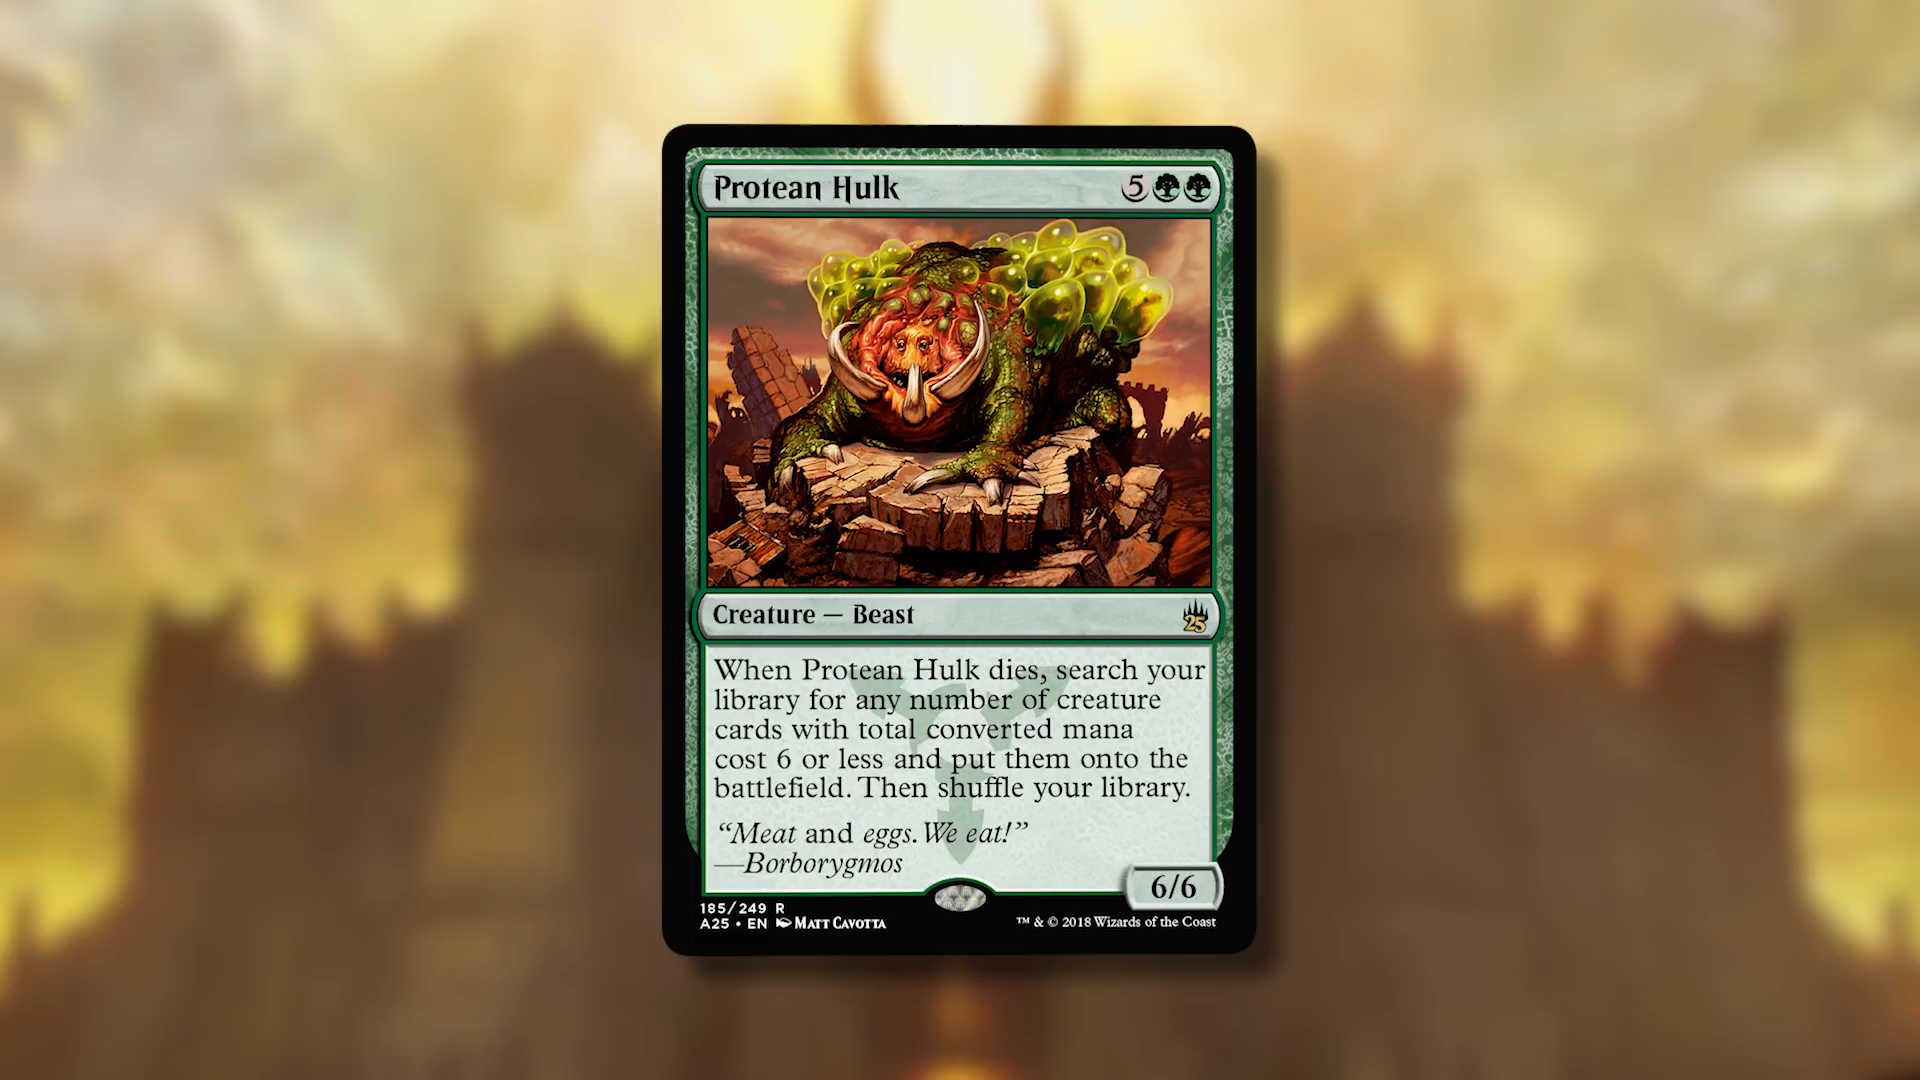 Protean Hulk 5
Creature — Beast
25
When Protean Hulk dies, search your
library for any number of creature
cards with total converted mana
cost 6 or less and put them onto the
battlefield. Then shuffle your library.
“Meat and eggs. We eat!”
—Borborygmos
6/6
185/249 R
A25 • EN MATT CAVOTTA
™ & © 2018 Wizards of the Coast